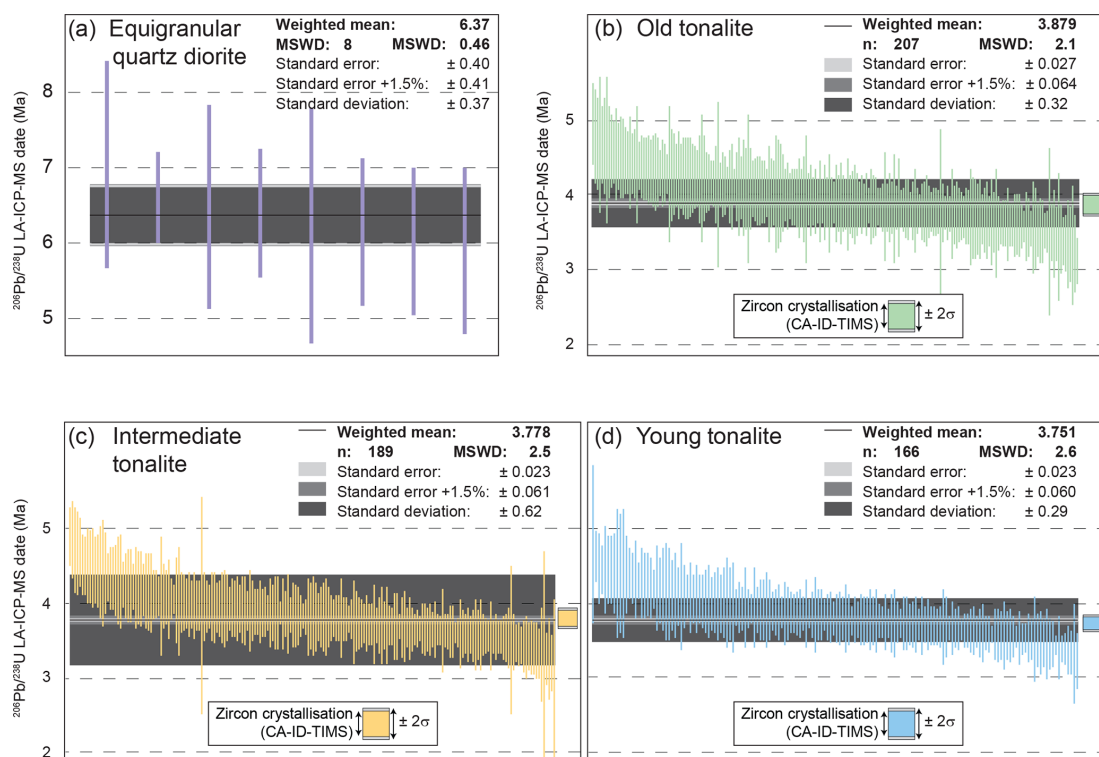 (a) Equigranular quartz diorite
Weighted mean: 6.37
MSWD: 8 MSWD: 0.46
Standard error: ± 0.40
Standard error +1.5%: ± 0.41
Standard deviation: ± 0.37
8
7
6
5
206Pb/238U LA-ICP-MS date (Ma)
(b) Old tonalite
Weighted mean: 3.879
n: 207 MSWD: 2.1
Standard error: ± 0.027
Standard error +1.5%: ± 0.064
Standard deviation: ± 0.32
5
4
3
2
206Pb/238U LA-ICP-MS date (Ma)
Zircon crystallisation
(CA-ID-TIMS)
± 2σ
(c) Intermediate tonalite
Weighted mean: 3.778
n: 189 MSWD: 2.5
Standard error: ± 0.023
Standard error +1.5%: ± 0.061
Standard deviation: ± 0.62
5
4
3
2
206Pb/238U LA-ICP-MS date (Ma)
Zircon crystallisation
(CA-ID-TIMS)
± 2σ
(d) Young tonalite
Weighted mean: 3.751
n: 166 MSWD: 2.6
Standard error: ± 0.023
Standard error +1.5%: ± 0.060
Standard deviation: ± 0.29
5
4
3
2
Zircon crystallisation
(CA-ID-TIMS)
± 2σ